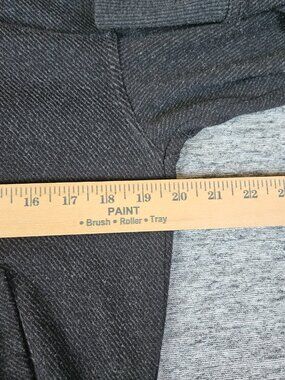 16 17 18 19 20 21 22
PAINT
• Brush • Roller • Tray